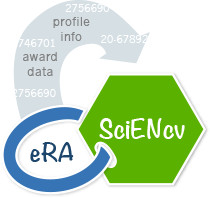 2756690
profile
info
746701
20-67892
award
data
2756690
SciENcv
eRA